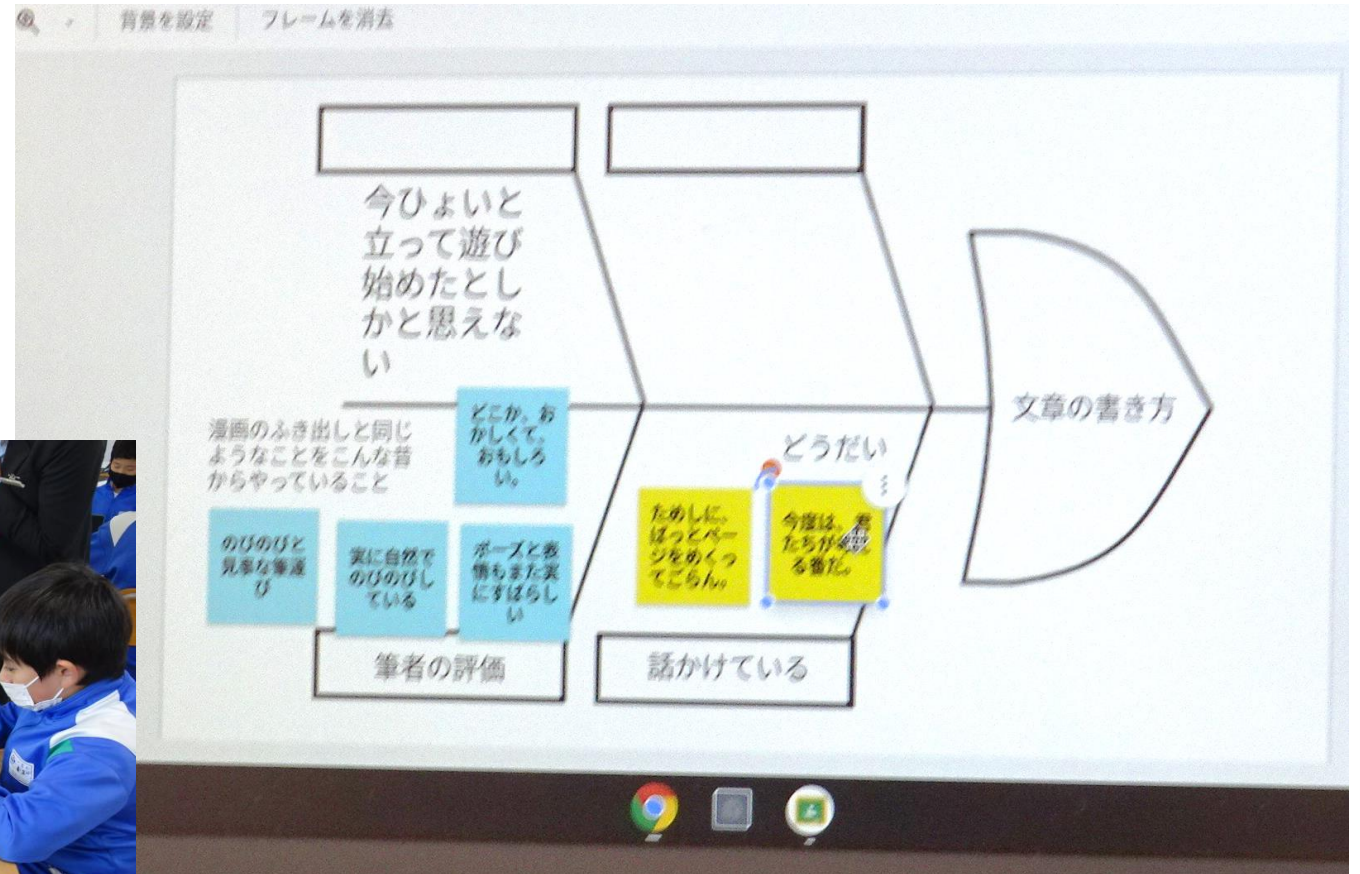 背景を設定 フレームを消去
今ひょいと
立って遊び
始めたとし
かと思えな
い
漫画のふき出しと同じ
ようなことをこんな昔
からやっていること
どこか、お
かしくて、
おもしろ
い。
のびのびと
見事な筆運
び
実に自然で
のびのびし
ている
ポーズと表
情もまた実
にすばらし
い
筆者の評価
どうだい
ためしに、
ぱっとペー
ジをめくっ
てごらん。
今度は、君
たちが
る番だ。
話かけている
文章の書き方